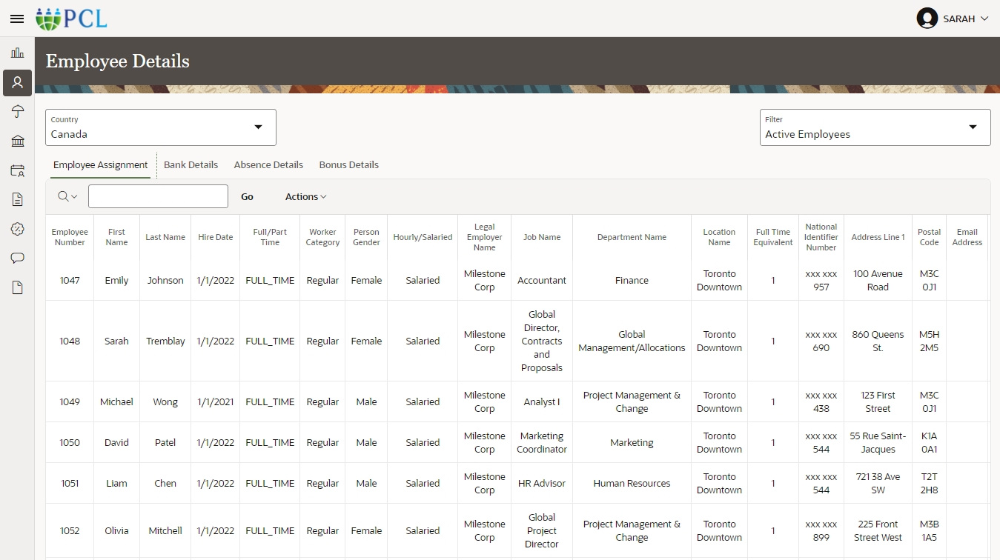 PCL
SARAH
Employee Details
Country
Canada
Filter
Active Employees
Employee Assignment Bank Details Absence Details Bonus Details
Go Actions
Employee Number First Name Last Name Hire Date Full/Part Time Worker Category Person Gender Hourly/Salaried Legal Employer Name Job Name Department Name Location Name Full Time Equivalent National Identifier Number Address Line 1 Postal Code Email Address
1047 Emily Johnson 1/1/2022 FULL_TIME Regular Female Salaried Milestone Corp Accountant Finance Toronto Downtown 1 xxx xxx 957 100 Avenue Road M3C 0J1
1048 Sarah Tremblay 1/1/2022 FULL_TIME Regular Female Salaried Milestone Corp Global Director, Contracts and Proposals Global Management/Allocations Toronto Downtown 1 xxx xxx 690 860 Queens St. M5H 2M5
1049 Michael Wong 1/1/2021 FULL_TIME Regular Male Salaried Milestone Corp Analyst I Project Management & Change Toronto Downtown 1 xxx xxx 438 123 First Street M3C 0J1
1050 David Patel 1/1/2022 FULL_TIME Regular Male Salaried Milestone Corp Marketing Coordinator Marketing Toronto Downtown 1 xxx xxx 544 55 Rue Saint-Jacques K1A 0A1
1051 Liam Chen 1/1/2022 FULL_TIME Regular Male Salaried Milestone Corp HR Advisor Human Resources Toronto Downtown 1 xxx xxx 544 721 38 Ave SW T2T 2H8
1052 Olivia Mitchell 1/1/2022 FULL_TIME Regular Female Salaried Milestone Corp Global Project Director Project Management & Change Toronto Downtown 1 xxx xxx 899 225 Front Street West M3B 1A5